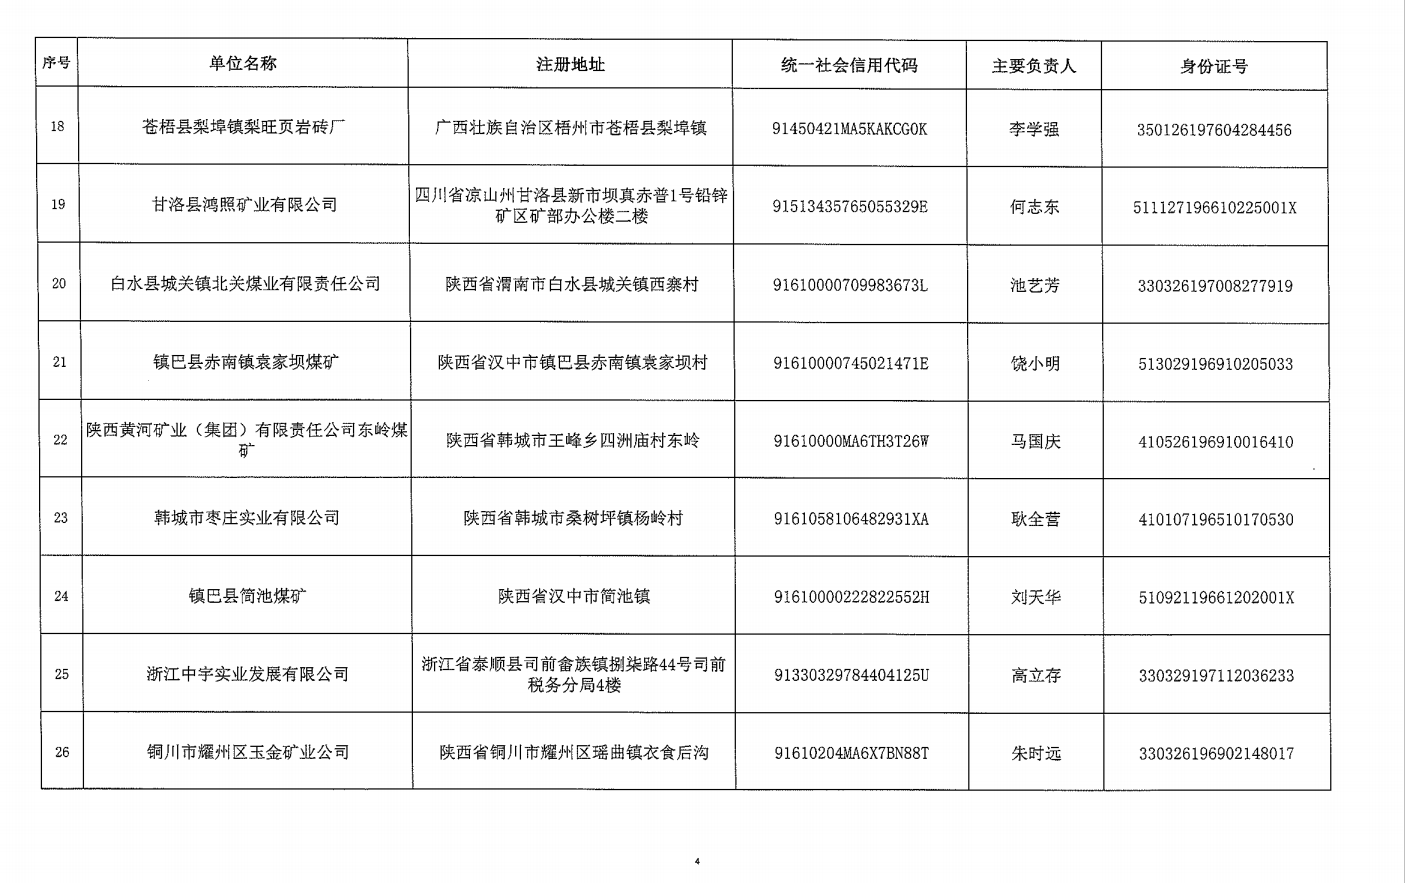 序号 单位名称 注册地址 统一社会信用代码 主要负责人 身份证号
18 苍梧县梨埠镇梨旺页岩砖厂 广西壮族自治区梧州市苍梧县梨埠镇 91450421MA5KAKCG0K 李学强 350126197604284456
19 甘洛县鸿照矿业有限公司 四川省凉山州甘洛县新市坝真赤普1号铅锌
矿区矿部办公楼二楼 91513435765055329E 何志东 511127196610225001X
20 白水县城关镇北关煤业有限责任公司 陕西省渭南市白水县城关镇西寨村 91610000709983673L 池艺芳 330326197008277919
21 镇巴县赤南镇袁家坝煤矿 陕西省汉中市镇巴县赤南镇袁家坝村 91610000745021471E 饶小明 513029196910205033
22 陕西黄河矿业（集团）有限责任公司东岭煤
矿 陕西省韩城市王峰乡四洲庙村东岭 91610000MA6TH3T26W 马国庆 410526196910016410
23 韩城市枣庄实业有限公司 陕西省韩城市桑树坪镇杨岭村 9161058106482931XA 耿全营 410107196510170530
24 镇巴县简池煤矿 陕西省汉中市简池镇 91610000222822552H 刘天华 51092119661202001X
25 浙江中宇实业发展有限公司 浙江省泰顺县司前畲族镇捌柒路44号司前
税务分局4楼 91330329784404125U 高立存 330329197112036233
26 铜川市耀州区玉金矿业公司 陕西省铜川市耀州区瑶曲镇衣食后沟 91610204MA6X7BN88T 朱时远 330326196902148017
4